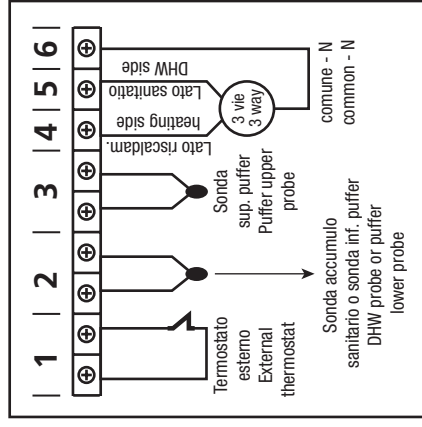 1
2
3
4
5
6
Termostato
esterno
External
thermostat
Sonda accumulo
sanitario o sonda inf. puffer
DHW probe or puffer
lower probe
Sonda
sup. puffer
Puffer upper
probe
Lato riscaldam.
heating side
Lato sanitatio
DHW side
3 vie
3 way
comune - N
common - N